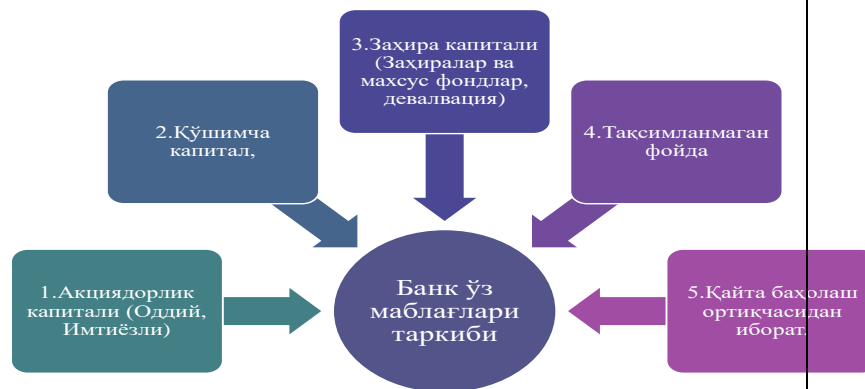 3.Заҳира капитали
(Заҳиралар ва
махсус фондлар,
девалвация)
2.Қўшимча
капитал,
4.Тақсимланмаган
фойда
1.Акциядорлик
капитали (Оддий,
Имтиёзли)
Банк ўз
маблағлари
таркиби
5.Қайта баҳолаш
ортиқчасидан
иборат.